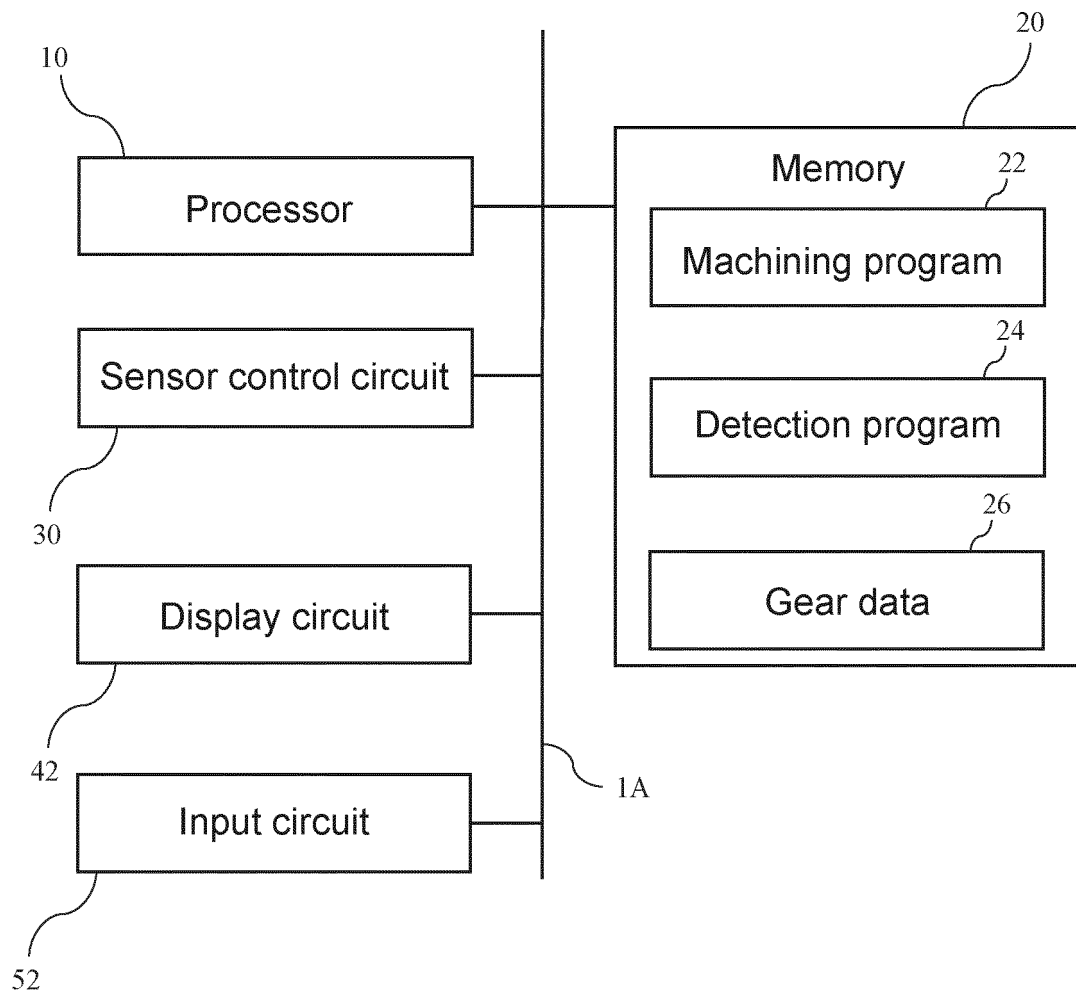 10
Processor
Sensor control circuit
30
Display circuit
42
Input circuit
52
1A
20
Memory
22
Machining program
24
Detection program
26
Gear data